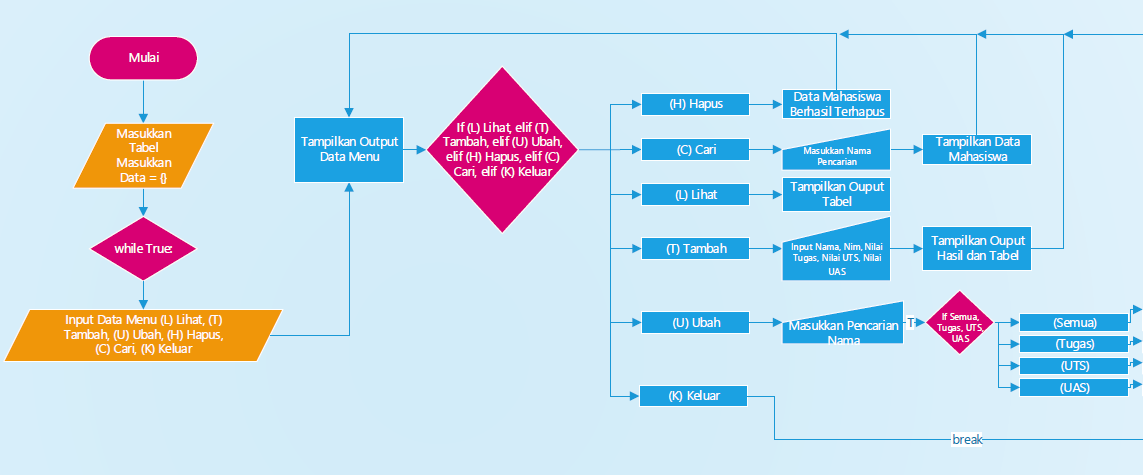 Mulai
Masukkan
Tabel
Masukkan
Data = {}
while True:
Input Data Menu (L) Lihat, (T)
Tambah, (U) Ubah, (H) Hapus,
(C) Cari, (K) Keluar
Tampilkan Output
Data Menu
If (L) Lihat, elif (T)
Tambah, elif (U) Ubah,
elif (H) Hapus, elif (C)
Cari, elif (K) Keluar
(H) Hapus
Data Mahasiswa
Berhasil Terhapus
(C) Cari
Masukkan Nama
Pencarian
Tampilkan Data
Mahasiswa
(L) Lihat
Tampilkan Ouput
Tabel
(T) Tambah
Input Nama, Nim, Nilai
Tugas, Nilai UTS, Nilai
UAS
Tampilkan Ouput
Hasil dan Tabel
(U) Ubah
Masukkan Pencarian
Nama
T
If Semua,
Tugas, UTS,
UAS
(Semua)
(Tugas)
(UTS)
(UAS)
(K) Keluar
break